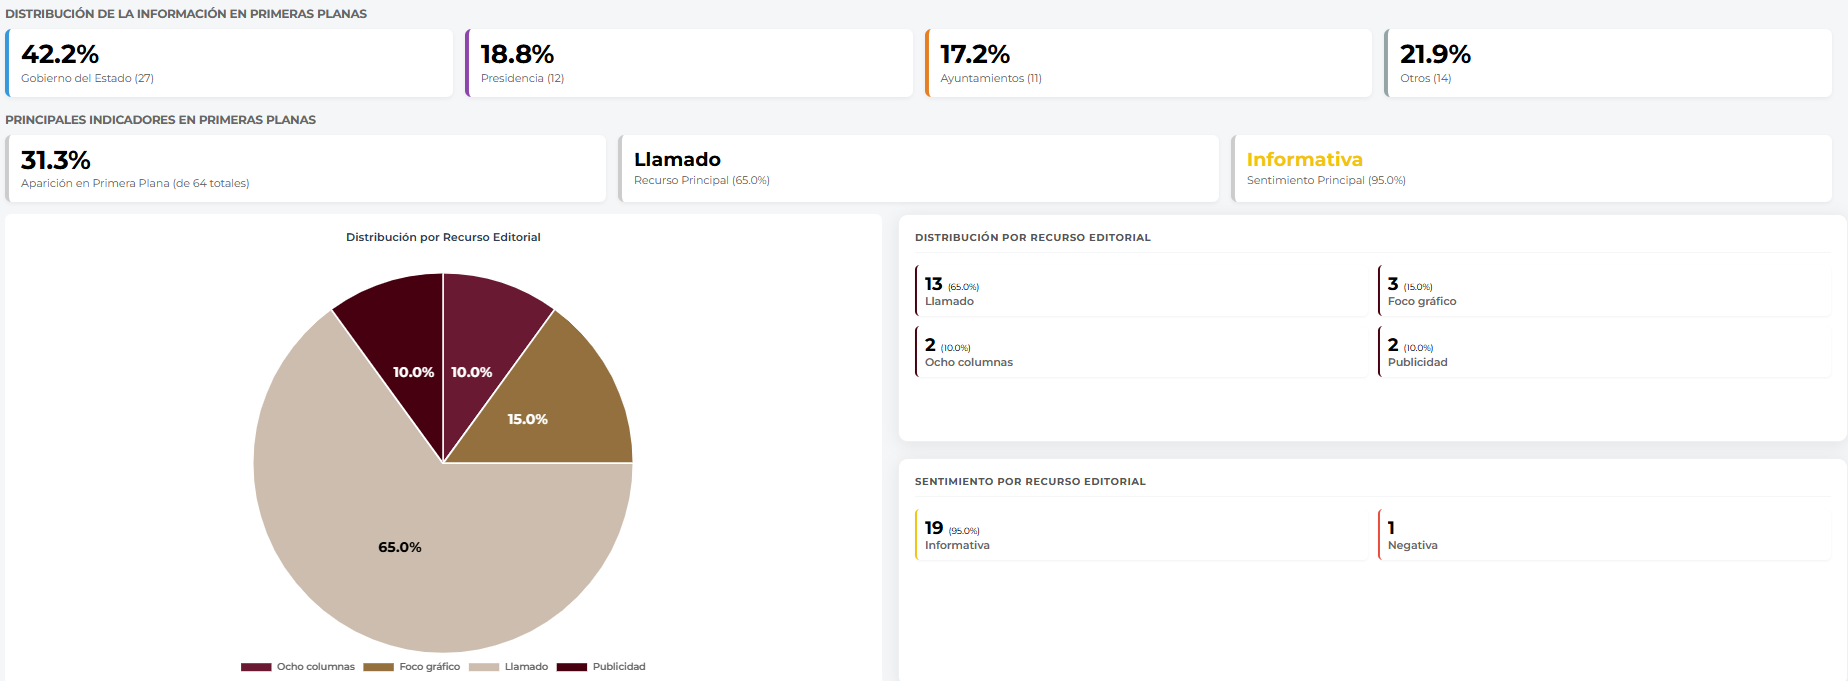 DISTRIBUCIÓN DE LA INFORMACIÓN EN PRIMERAS PLANAS
42.2%
Gobierno del Estado (27)
18.8%
Presidencia (12)
17.2%
Ayuntamientos (11)
21.9%
Otros (14)
PRINCIPALES INDICADORES EN PRIMERAS PLANAS
31.3%
Aparición en Primera Plana (de 64 totales)
Llamado
Recurso Principal (65.0%)
Informativa
Sentimiento Principal (95.0%)
Distribución por Recurso Editorial
10.0%
10.0%
15.0%
65.0%
Ocho columnas
Foco gráfico
Llamado
Publicidad
DISTRIBUCIÓN POR RECURSO EDITORIAL
13 (65.0%)
Llamado
3 (15.0%)
Foco gráfico
2 (10.0%)
Ocho columnas
2 (10.0%)
Publicidad
SENTIMIENTO POR RECURSO EDITORIAL
19 (95.0%)
Informativa
1
Negativa